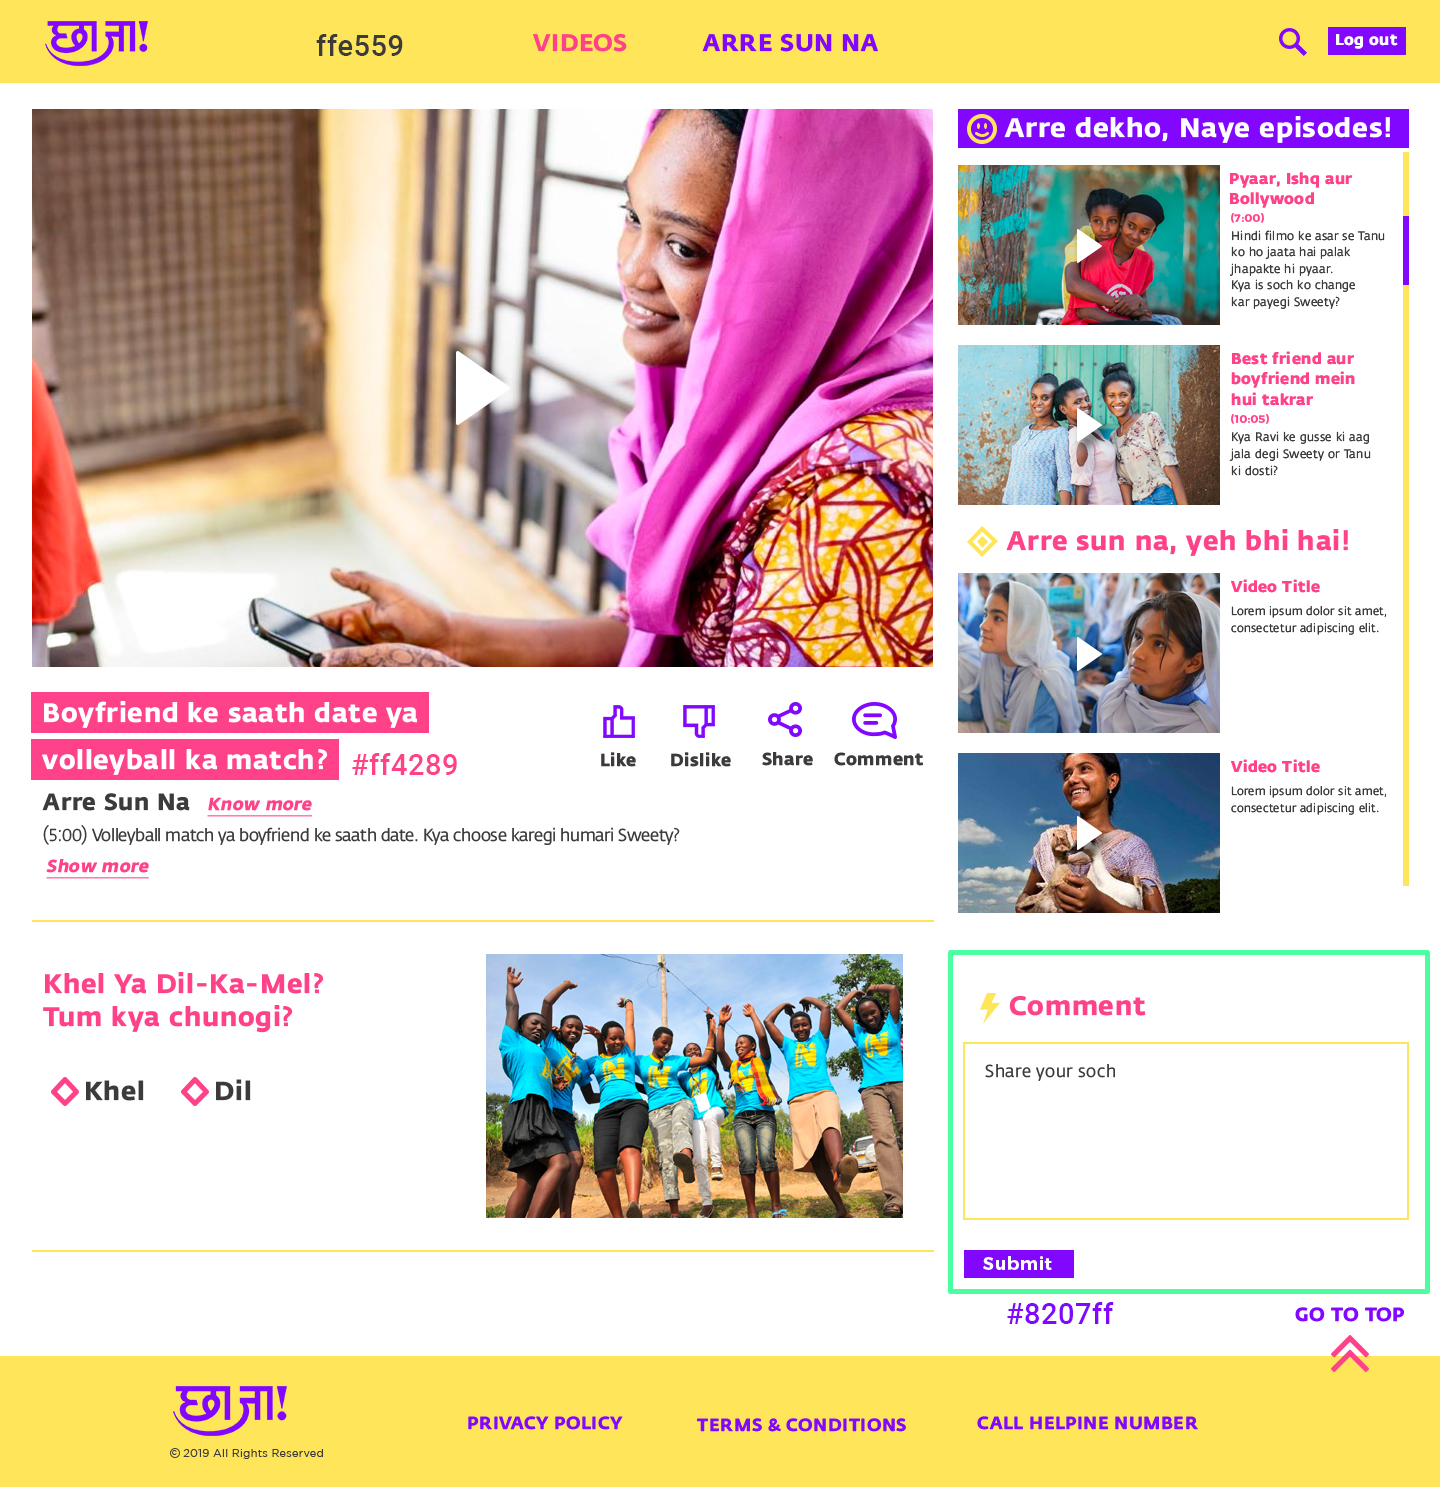 छा जा!
ffe559
VIDEOS
ARRE SUN NA
Log out
Boyfriend ke saath date ya
volleyball ka match?
#ff4289
Like
Dislike
Share
Comment
Arre Sun Na
Know more
(5:00) Volleyball match ya boyfriend ke saath date. Kya choose karegi humari Sweety?
Show more
Khel Ya Dil-Ka-Mel?
Tum kya chunogi?
Khel
Dil
N
N
N
N
N
N
Arre dekho, Naye episodes!
Pyaar, Ishq aur
Bollywood
(7:00)
Hindi filmo ke asar se Tanu
ko ho jaata hai palak
jhapakte hi pyaar.
Kya is soch ko change
kar payegi Sweety?
Best friend aur
boyfriend mein
hui takrar
(10:05)
Kya Ravi ke gusse ki aag
jala degi Sweety or Tanu
ki dosti?
Arre sun na, yeh bhi hai!
Video Title
Lorem ipsum dolor sit amet,
consectetur adipiscing elit.
Video Title
Lorem ipsum dolor sit amet,
consectetur adipiscing elit.
Comment
Share your soch
Submit
#8207ff
GO TO TOP
छा जा!
© 2019 All Rights Reserved
PRIVACY POLICY
TERMS & CONDITIONS
CALL HELPINE NUMBER